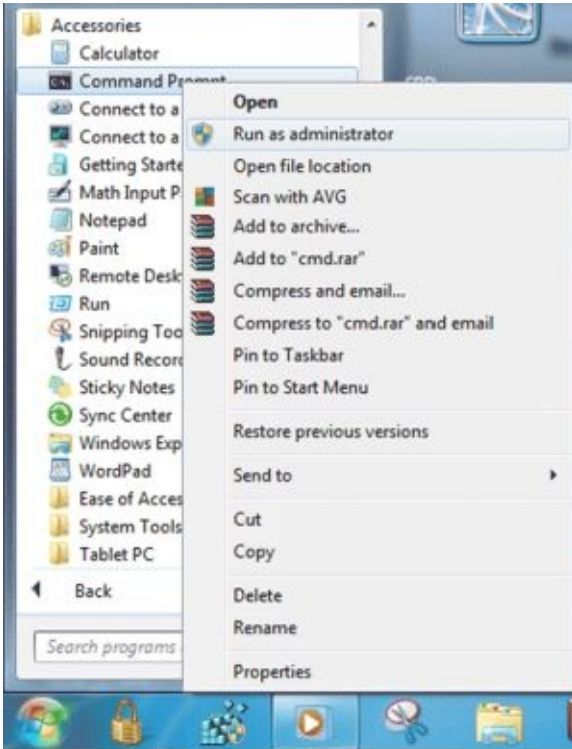 Accessories
Calculator
Command Prompt
Connect to a
Connect to a
Getting Starte
Math Input P
Notepad
Paint
Remote Desk
Run
Snipping Too
Sound Record
Sticky Notes
Sync Center
Windows Exp
WordPad
Ease of Acces
System Tools
Tablet PC
Back
Search programs
Open
Run as administrator
Open file location
Scan with AVG
Add to archive...
Add to "cmd.rar"
Compress and email...
Compress to "cmd.rar" and email
Pin to Taskbar
Pin to Start Menu
Restore previous versions
Send to
Cut
Copy
Delete
Rename
Properties